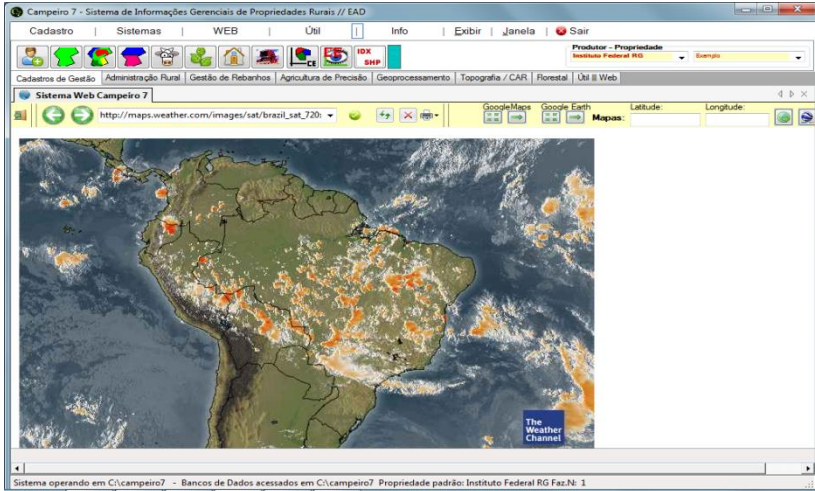 Campeiro 7 - Sistema de Informações Gerenciais de Propriedades Rurais // EAD
Cadastro | Sistemas | WEB | Útil | Info | Exibir | Janela | Sair
CE
IDX
SHP
Produtor - Propriedade
Instituto Federal RG Exemplo
Cadastros de Gestão Administração Rural Gestão de Rebanhos Agricultura de Precisão Geoprocessamento Topografia / CAR Florestal Útil || Web
Sistema Web Campeiro 7
http://maps.weather.com/images/sat/brazil_sat_720: GoogleMaps Google Earth Mapas: Latitude: Longitude:
The
Weather
Channel
Sistema operando em C:\campeiro7 - Bancos de Dados acessados em C:\campeiro7 Propriedade padrão: Instituto Federal RG Faz.N: 1